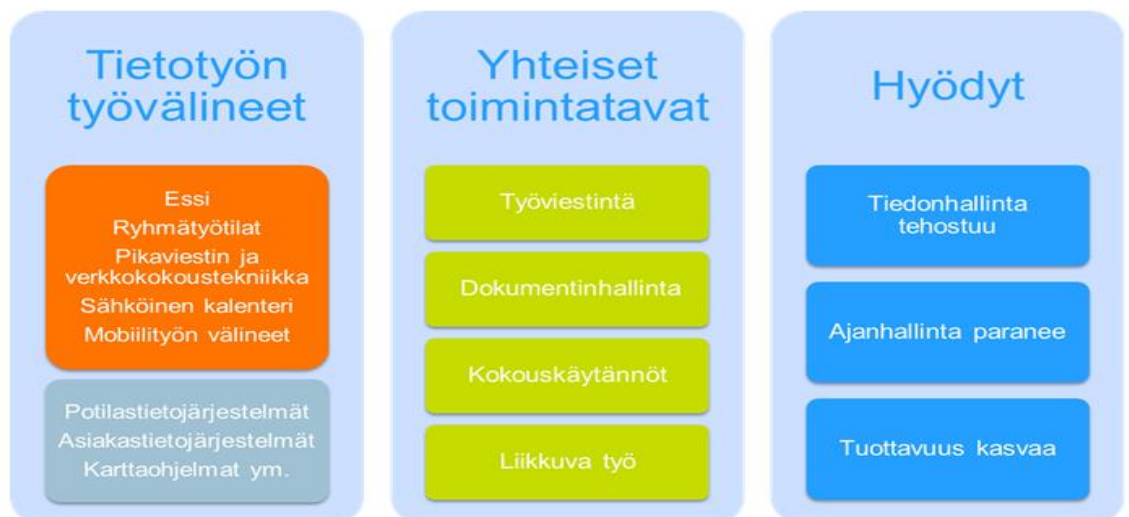 Tietotyön
työvälineet
Essi
Ryhmätyötilat
Pikaviestin ja
verkkokokoustekniikka
Sähköinen kalenteri
Mobiilityön välineet
Potilastietojärjestelmät
Asiakastietojärjestelmät
Karttaohjelmat ym.
Yhteiset
toimintatavat
Työviestintä
Dokumentinhallinta
Kokouskäytännöt
Liikkuva työ
Hyödyt
Tiedonhallinta
tehostuu
Ajanhallinta paranee
Tuottavuus kasvaa